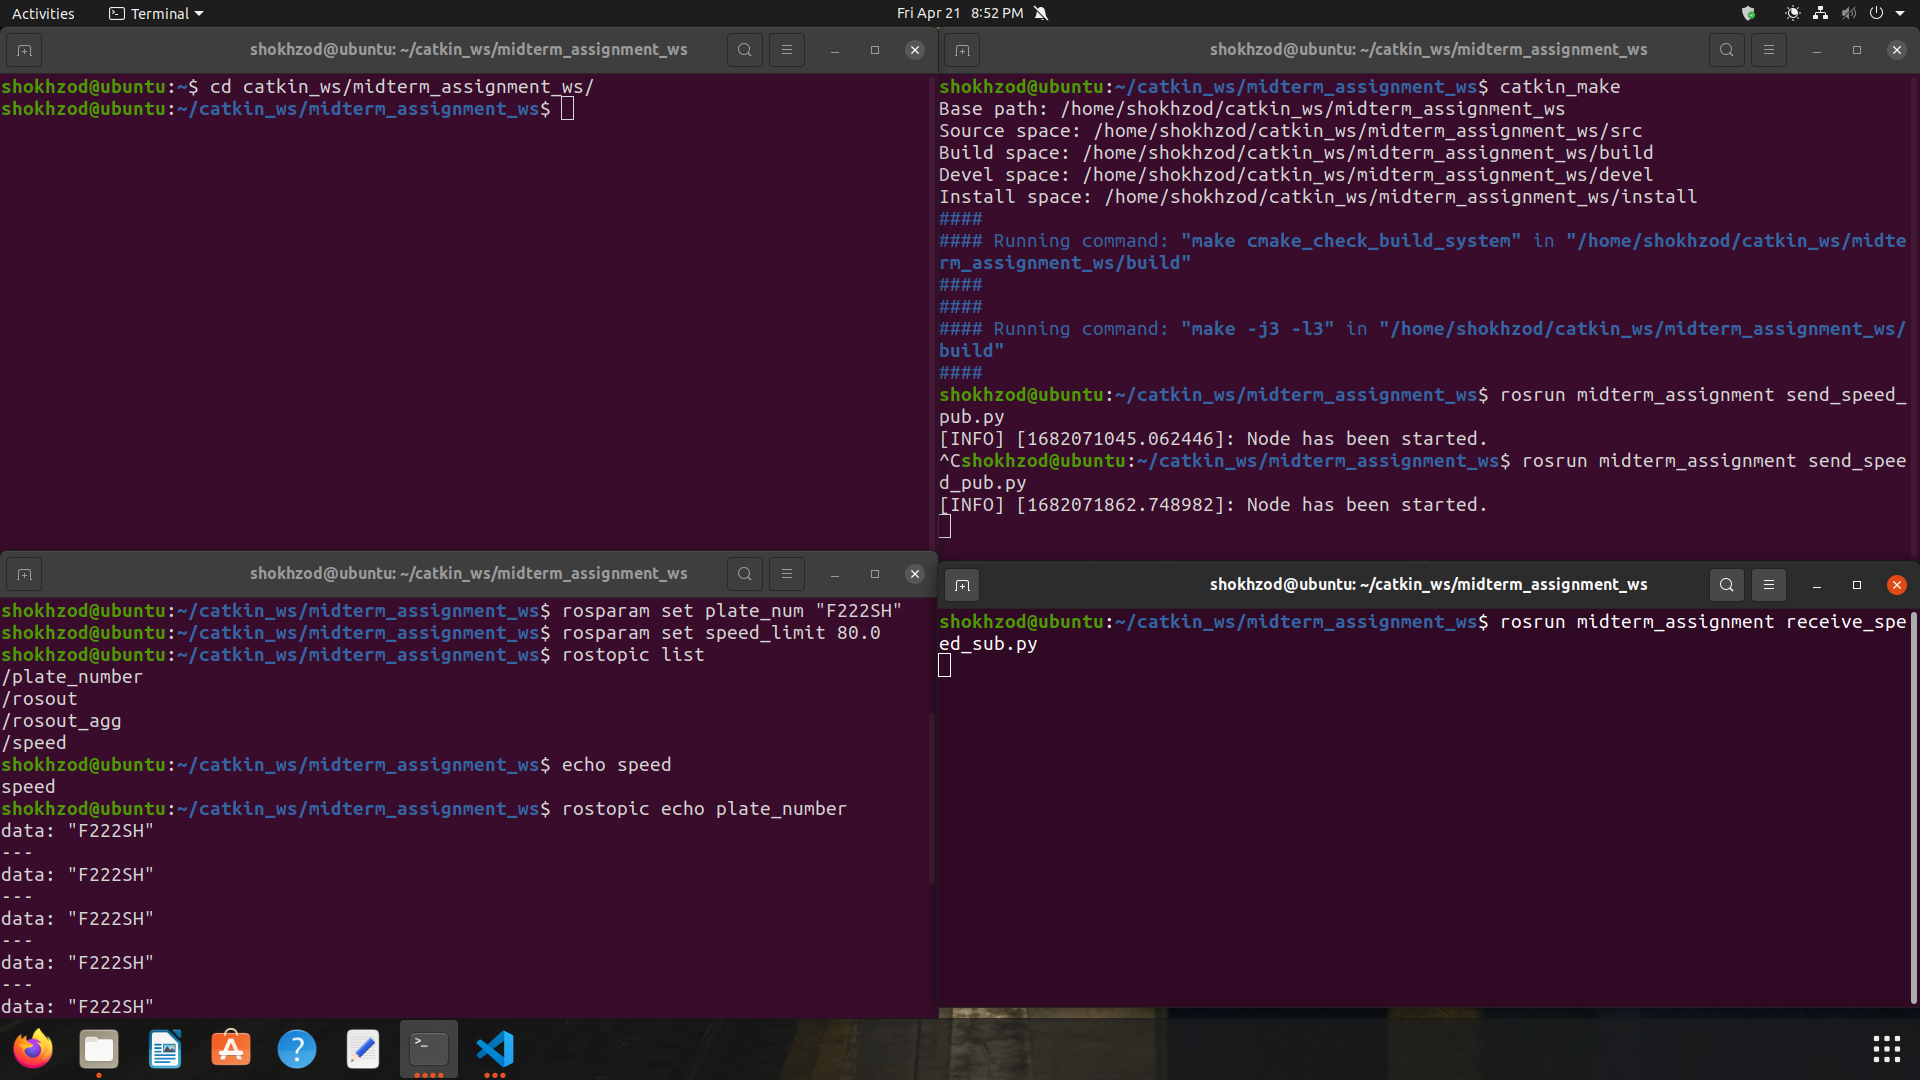 Activities
Terminal
Fri Apr 21 8:52 PM
shokhzod@ubuntu: ~/catkin_ws/midterm_assignment_ws
shokhzod@ubuntu:~$ cd catkin_ws/midterm_assignment_ws/
shokhzod@ubuntu:~/catkin_ws/midterm_assignment_ws$
shokhzod@ubuntu: ~/catkin_ws/midterm_assignment_ws
shokhzod@ubuntu:~/catkin_ws/midterm_assignment_ws$ catkin_make
Base path: /home/shokhzod/catkin_ws/midterm_assignment_ws
Source space: /home/shokhzod/catkin_ws/midterm_assignment_ws/src
Build space: /home/shokhzod/catkin_ws/midterm_assignment_ws/build
Devel space: /home/shokhzod/catkin_ws/midterm_assignment_ws/devel
Install space: /home/shokhzod/catkin_ws/midterm_assignment_ws/install
####
#### Running command: "make cmake_check_build_system" in "/home/shokhzod/catkin_ws/midte
rm_assignment_ws/build"
####
####
#### Running command: "make -j3 -l3" in "/home/shokhzod/catkin_ws/midterm_assignment_ws/
build"
####
shokhzod@ubuntu:~/catkin_ws/midterm_assignment_ws$ rosrun midterm_assignment send_speed_
pub.py
[INFO] [1682071045.062446]: Node has been started.
^Cshokhzod@ubuntu:~/catkin_ws/midterm_assignment_ws$ rosrun midterm_assignment send_spee
d_pub.py
[INFO] [1682071862.748982]: Node has been started.
shokhzod@ubuntu: ~/catkin_ws/midterm_assignment_ws
shokhzod@ubuntu:~/catkin_ws/midterm_assignment_ws$ rosparam set plate_num "F222SH"
shokhzod@ubuntu:~/catkin_ws/midterm_assignment_ws$ rosparam set speed_limit 80.0
shokhzod@ubuntu:~/catkin_ws/midterm_assignment_ws$ rostopic list
/plate_number
/rosout
/rosout_agg
/speed
shokhzod@ubuntu:~/catkin_ws/midterm_assignment_ws$ echo speed
speed
shokhzod@ubuntu:~/catkin_ws/midterm_assignment_ws$ rostopic echo plate_number
data: "F222SH"
---
data: "F222SH"
---
data: "F222SH"
---
data: "F222SH"
---
data: "F222SH"
shokhzod@ubuntu: ~/catkin_ws/midterm_assignment_ws
shokhzod@ubuntu:~/catkin_ws/midterm_assignment_ws$ rosrun midterm_assignment receive_spe
ed_sub.py